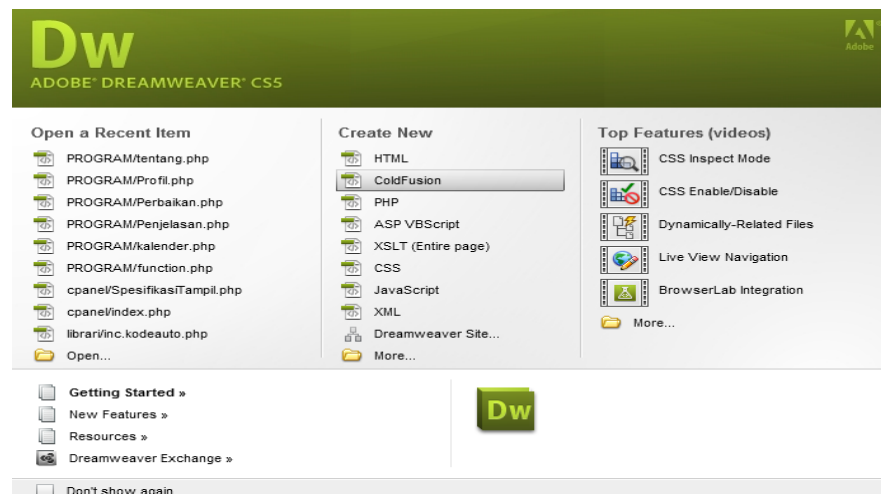 Dw
ADOBE® DREAMWEAVER® CS5
Adobe
Open a Recent Item
PROGRAM/tentang.php
PROGRAM/Profil.php
PROGRAM/Perbaikan.php
PROGRAM/Penjelasan.php
PROGRAM/kalender.php
PROGRAM/function.php
cpanel/SpesifikasiTampil.php
cpanel/index.php
librari/inc.kodeauto.php
Open...
Create New
HTML
ColdFusion
PHP
ASP VBScript
XSLT (Entire page)
CSS
JavaScript
XML
Dreamweaver Site...
More...
Top Features (videos)
CSS Inspect Mode
CSS Enable/Disable
Dynamically-Related Files
Live View Navigation
BrowserLab Integration
More...
Getting Started »
New Features »
Resources »
Dreamweaver Exchange »
Dw
Don't show again